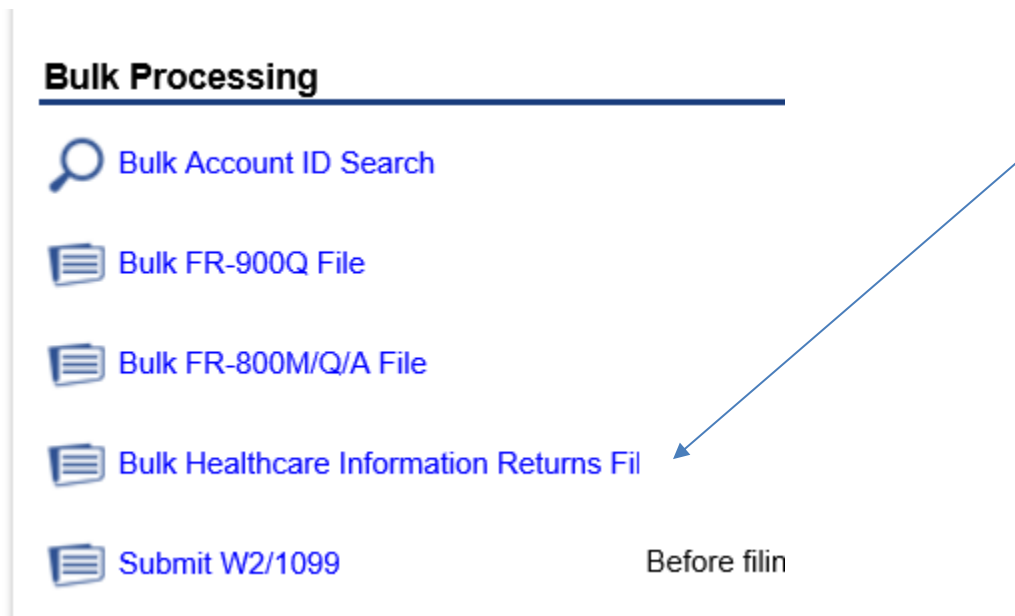 Bulk Processing
Bulk Account ID Search
Bulk FR-900Q File
Bulk FR-800M/Q/A File
Bulk Healthcare Information Returns Fil
Submit W2/1099 Before filin